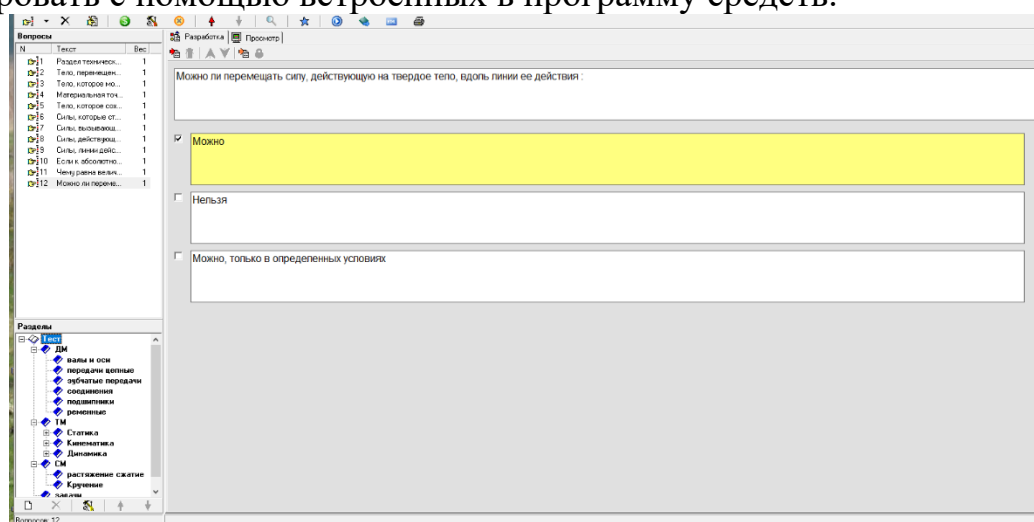 ровать с помощью встроенных в программу средств.
Вопросы
N Текст Вес
1 Раздел техническ... 1
2 Тело, перемещен... 1
3 Тело, которое мо... 1
4 Материальная точ... 1
5 Тело, которое сох... 1
6 Силы, которые ст... 1
7 Силы, вызывающ... 1
8 Силы, действующ... 1
9 Силы, линии дейс... 1
10 Если к абсолютно... 1
11 Чему равна велич... 1
12 Можно ли переме... 1
Разделы
Тест
ДМ
валы и оси
передачи цепные
зубчатые передачи
соединения
подшипники
ременные
ТМ
Статика
Кинематика
Динамика
СМ
растяжение сжатие
Кручение
задачи
Вопросов: 12
Разработка Просмотр
Можно ли перемещать силу, действующую на твердое тело, вдоль линии ее действия :
Можно
Нельзя
Можно, только в определенных условиях